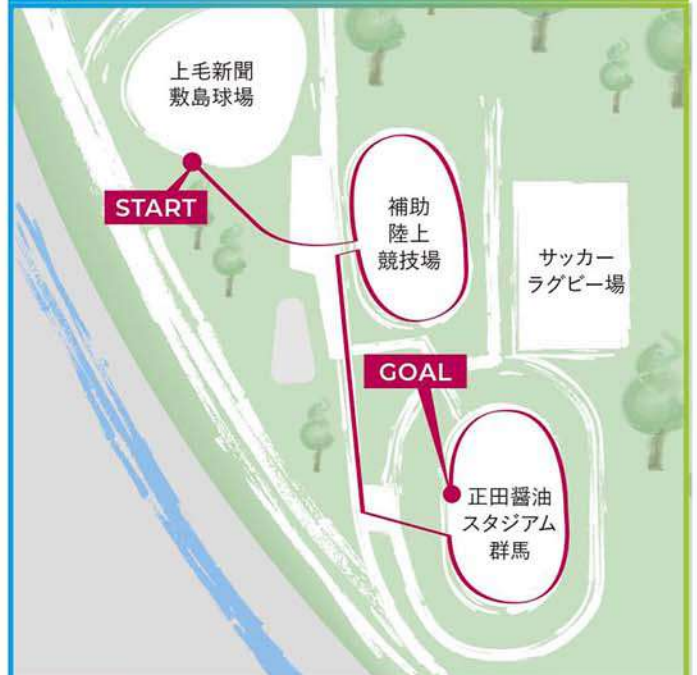 上毛新聞
敷島球場
START
補助
陸上
競技場
サッカー
ラグビー場
GOAL
正田醤油
スタジアム
群馬